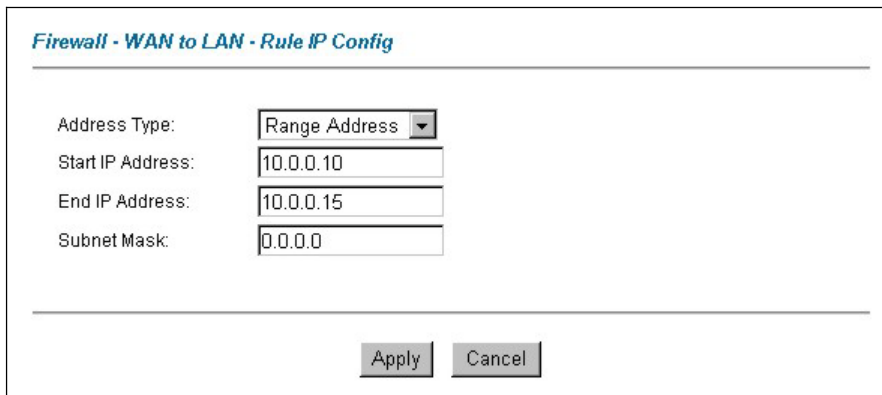 Firewall - WAN to LAN - Rule IP Config
Address Type: Range Address
Start IP Address: 10.0.0.10
End IP Address: 10.0.0.15
Subnet Mask: 0.0.0.0
Apply Cancel